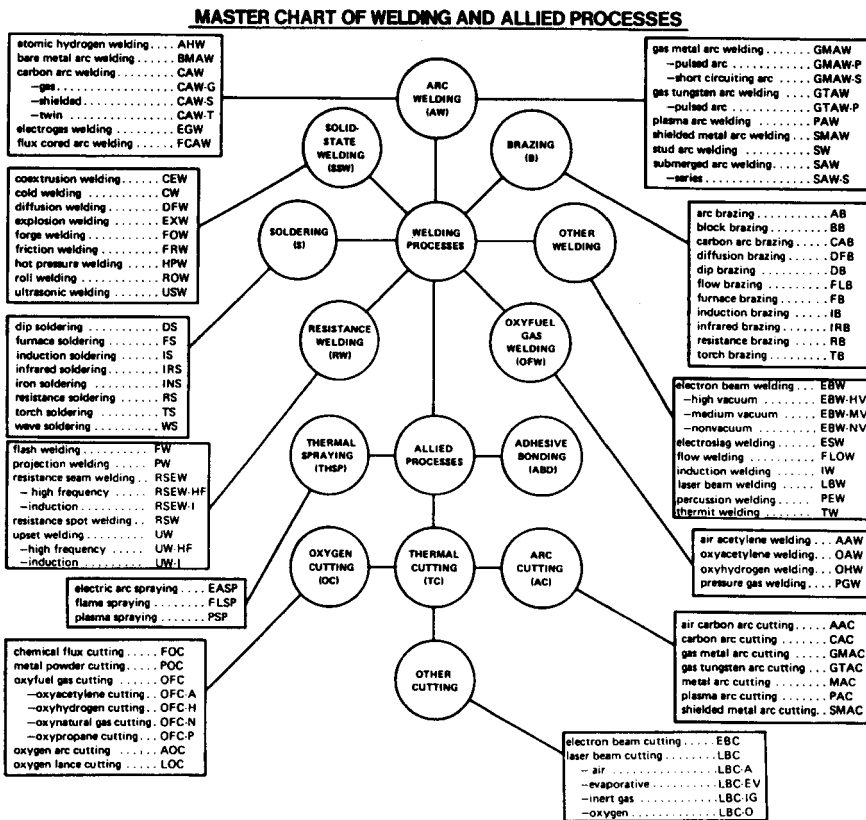 MASTER CHART OF WELDING AND ALLIED PROCESSES
atomic hydrogen welding .... AHW
bare metal arc welding ..... BMAW
carbon arc welding ....... CAW
—gas ............. CAW-G
—shielded .......... CAW-S
—twin ............ CAW-T
electrogas welding ....... EGW
flux cored arc welding ..... FCAW
ARC
WELDING
(AW)
gas metal arc welding ....... GMAW
—pulsed arc ........... GMAW-P
—short circuiting arc ...... GMAW-S
gas tungsten arc welding ..... GTAW
—pulsed arc ........... GTAW-P
plasma arc welding ........ PAW
shielded metal arc welding .... SMAW
stud arc welding .......... SW
submerged arc welding ...... SAW
—series .............. SAW-S
SOLID-
STATE
WELDING
(SSW)
BRAZING
(B)
coextrusion welding ...... CEW
cold welding .......... CW
diffusion welding ....... DFW
explosion welding ....... EXW
forge welding ......... FOW
friction welding ........ FRW
hot pressure welding ..... HPW
roll welding .......... ROW
ultrasonic welding ...... USW
SOLDERING
(S)
WELDING
PROCESSES
OTHER
WELDING
arc brazing .......... AB
block brazing ........ BB
carbon arc brazing ..... CAB
diffusion brazing ...... DFB
dip brazing ......... DB
flow brazing ........ FLB
furnace brazing ...... FB
induction brazing ..... IB
infrared brazing ...... IRB
resistance brazing ..... RB
torch brazing ........ TB
dip soldering ......... DS
furnace soldering ...... FS
induction soldering ..... IS
infrared soldering ...... IRS
iron soldering ........ INS
resistance soldering ..... RS
torch soldering ....... TS
wave soldering ....... WS
RESISTANCE
WELDING
(RW)
OXYFUEL
GAS
WELDING
(OFW)
electron beam welding ... EBW
—high vacuum ...... EBW-HV
—medium vacuum .... EBW-MV
—nonvacuum ....... EBW-NV
electroslag welding ..... ESW
flow welding ........ FLOW
induction welding ..... IW
laser beam welding .... LBW
percussion welding .... PEW
thermit welding ...... TW
flash welding ......... FW
projection welding ..... PW
resistance seam welding .. RSEW
— high frequency ..... RSEW-HF
—induction ........ RSEW-I
resistance spot welding .. RSW
upset welding ........ UW
—high frequency ..... UW-HF
—induction ........ UW-I
THERMAL
SPRAYING
(THSP)
ALLIED
PROCESSES
ADHESIVE
BONDING
(ABD)
air acetylene welding .... AAW
oxyacetylene welding .... OAW
oxyhydrogen welding .... OHW
pressure gas welding ..... PGW
OXYGEN
CUTTING
(OC)
THERMAL
CUTTING
(TC)
ARC
CUTTING
(AC)
electric arc spraying .... EASP
flame spraying ....... FLSP
plasma spraying ...... PSP
air carbon arc cutting ..... AAC
carbon arc cutting ....... CAC
gas metal arc cutting ..... GMAC
gas tungsten arc cutting ... GTAC
metal arc cutting ....... MAC
plasma arc cutting ...... PAC
shielded metal arc cutting .. SMAC
chemical flux cutting ..... FOC
metal powder cutting ..... POC
oxyfuel gas cutting ...... OFC
—oxyacetylene cutting .. OFC-A
—oxyhydrogen cutting .. OFC-H
—oxynatural gas cutting . OFC-N
—oxypropane cutting ... OFC-P
oxygen arc cutting ..... AOC
oxygen lance cutting .... LOC
OTHER
CUTTING
electron beam cutting ..... EBC
laser beam cutting ....... LBC
— air ............. LBC-A
—evaporative ......... LBC-EV
—inert gas .......... LBC-IG
—oxygen ........... LBC-O